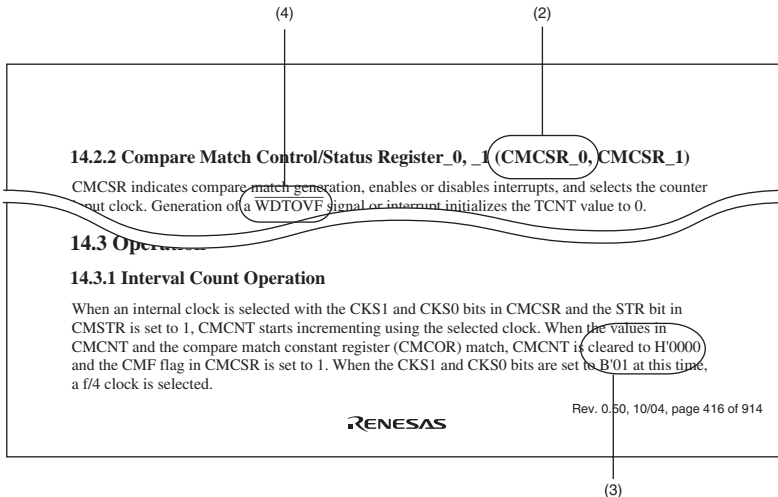 (4)
(2)
14.2.2 Compare Match Control/Status Register_0, _1 (CMCSR_0, CMCSR_1)
CMCSR indicates compare match generation, enables or disables interrupts, and selects the counter
input clock. Generation of a WDTOVF signal or interrupt initializes the TCNT value to 0.
14.3 Operation
14.3.1 Interval Count Operation
When an internal clock is selected with the CKS1 and CKS0 bits in CMCSR and the STR bit in
CMSTR is set to 1, CMCNT starts incrementing using the selected clock. When the values in
CMCNT and the compare match constant register (CMCOR) match, CMCNT is cleared to H'0000
and the CMF flag in CMCSR is set to 1. When the CKS1 and CKS0 bits are set to B'01 at this time,
a f/4 clock is selected.
Rev. 0.50, 10/04, page 416 of 914
RENESAS
(3)